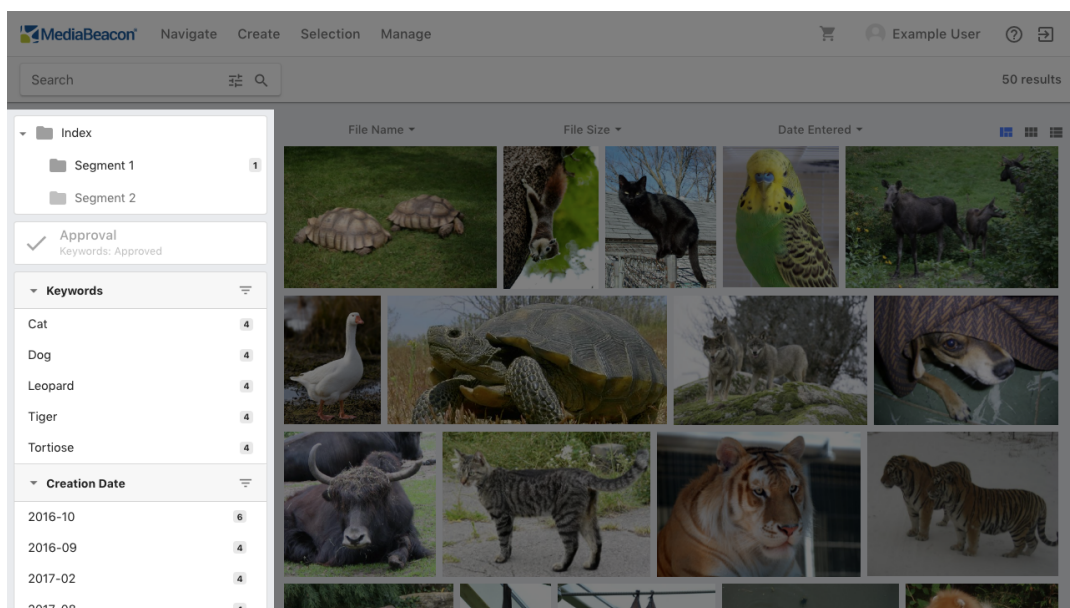 MediaBeacon® Navigate Create Selection Manage Example User
Search 50 results
Index
Segment 1 1
Segment 2
Approval
Keywords: Approved
Keywords
Cat 4
Dog 4
Leopard 4
Tiger 4
Tortiose 4
Creation Date
2016-10 6
2016-09 4
2017-02 4
2017-08
File Name File Size Date Entered